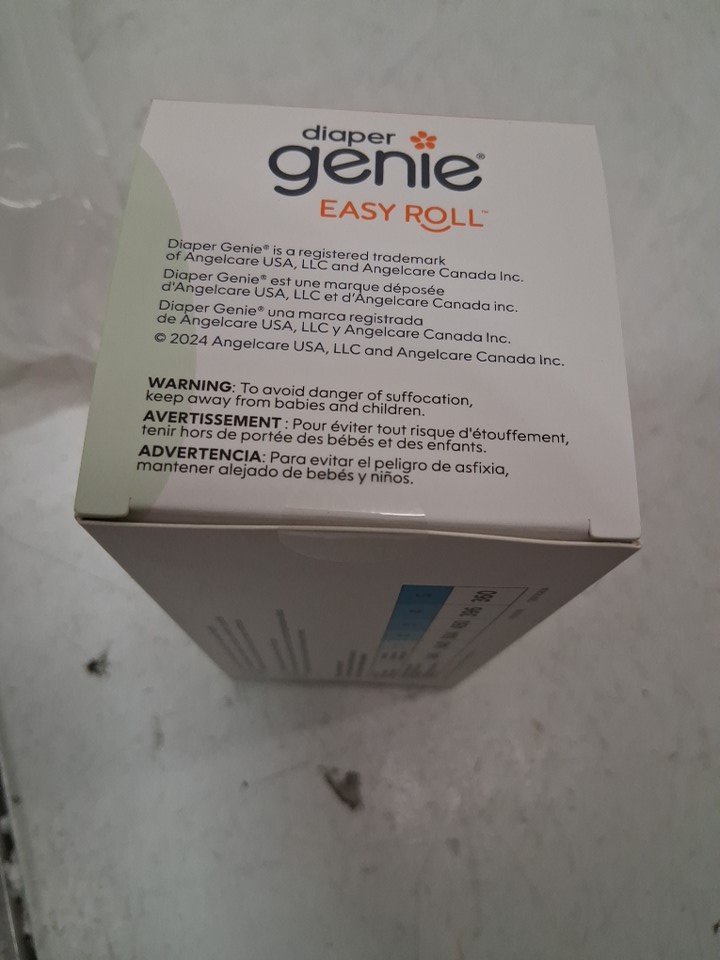 diaper
genie®
EASY ROLL™
Diaper Genie® is a registered trademark
of Angelcare USA, LLC and Angelcare Canada Inc.
Diaper Genie® est une marque déposée
d'Angelcare USA, LLC et d'Angelcare Canada inc.
Diaper Genie® una marca registrada
de Angelcare USA, LLC y Angelcare Canada Inc.
© 2024 Angelcare USA, LLC and Angelcare Canada Inc.
WARNING: To avoid danger of suffocation,
keep away from babies and children.
AVERTISSEMENT : Pour éviter tout risque d'étouffement,
tenir hors de portée des bébés et des enfants.
ADVERTENCIA: Para evitar el peligro de asfixia,
mantener alejado de bebés y niños.
360